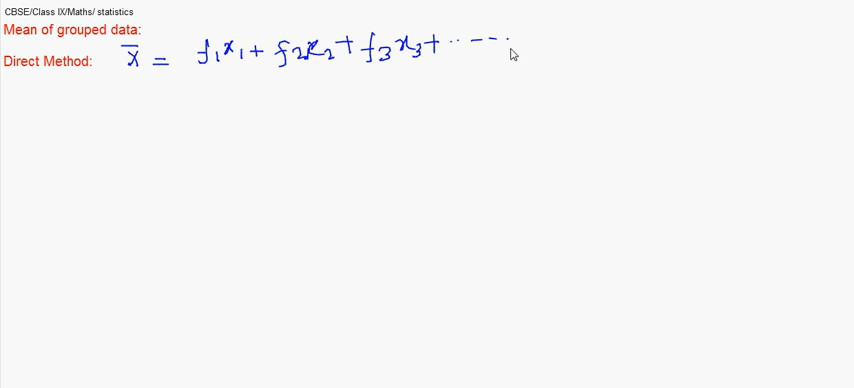 CBSE/Class IX/Maths/ statistics
Mean of grouped data:
Direct Method: x̅ = f₁x₁ + f₂x₂ + f₃x₃ + ..--.